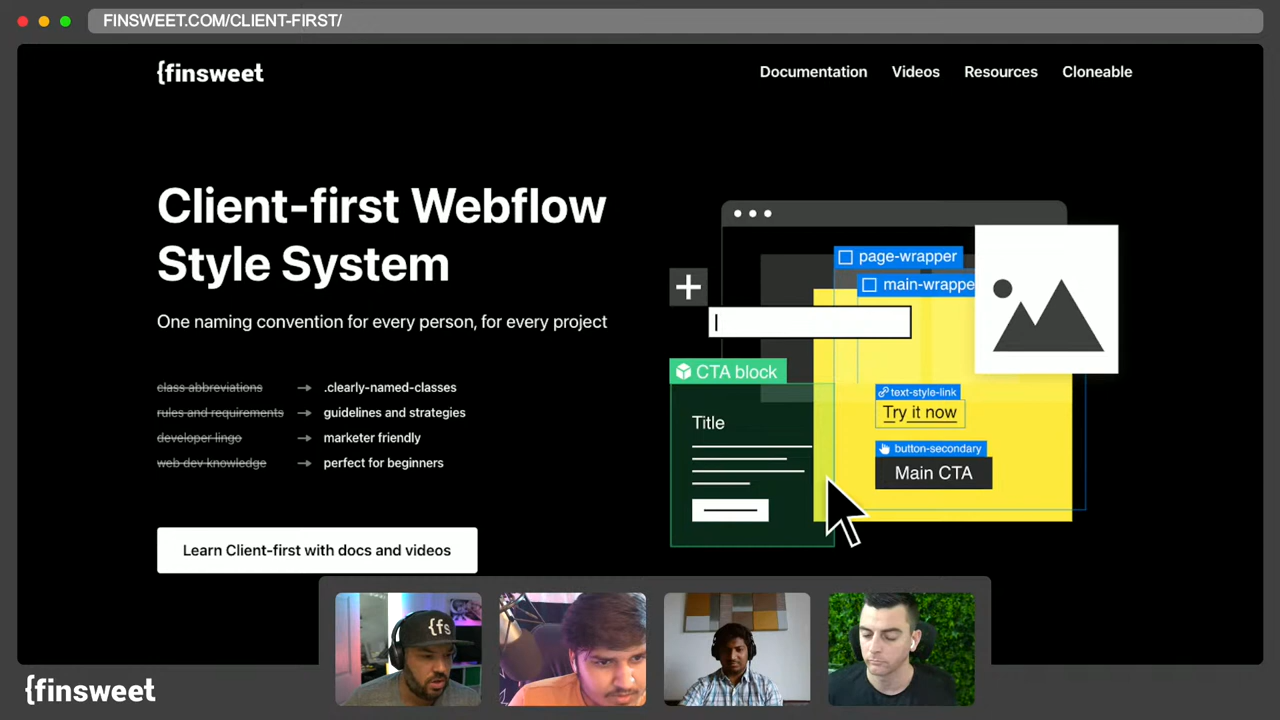 FINSWEET.COM/CLIENT-FIRST/
{finsweet
Documentation
Videos
Resources
Cloneable
Client-first Webflow
Style System
One naming convention for every person, for every project
class abbreviations → .clearly-named-classes
rules and requirements → guidelines and strategies
developer lingo → marketer friendly
web dev knowledge → perfect for beginners
Learn Client-first with docs and videos
page-wrapper
main-wrappe
CTA block
Title
text-style-link
Try it now
button-secondary
Main CTA
{fs
{finsweet